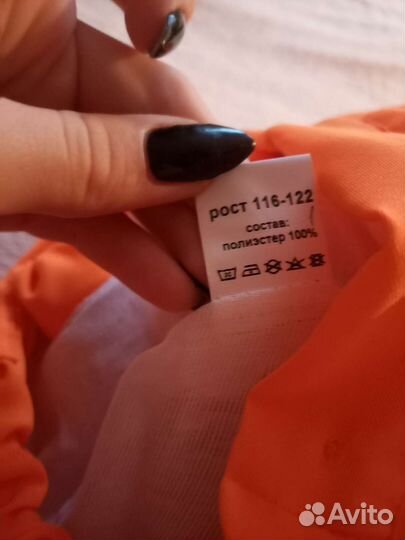 рост 116-122
состав:
полиэстер 100%
Avito